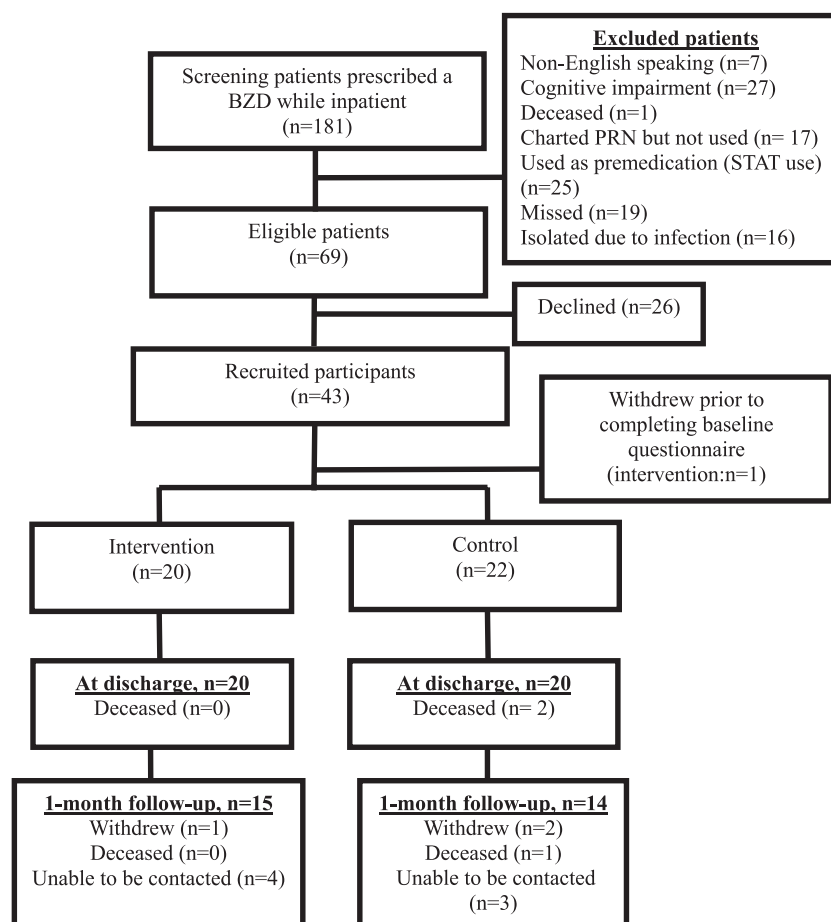 Screening patients prescribed a
BZD while inpatient
(n=181)
Excluded patients
Non-English speaking (n=7)
Cognitive impairment (n=27)
Deceased (n=1)
Charted PRN but not used (n= 17)
Used as premedication (STAT use)
(n=25)
Missed (n=19)
Isolated due to infection (n=16)
Eligible patients
(n=69)
Declined (n=26)
Recruited participants
(n=43)
Withdrew prior to
completing baseline
questionnaire
(intervention:n=1)
Intervention
(n=20)
Control
(n=22)
At discharge, n=20
Deceased (n=0)
At discharge, n=20
Deceased (n= 2)
1-month follow-up, n=15
Withdrew (n=1)
Deceased (n=0)
Unable to be contacted (n=4)
1-month follow-up, n=14
Withdrew (n=2)
Deceased (n=1)
Unable to be contacted
(n=3)